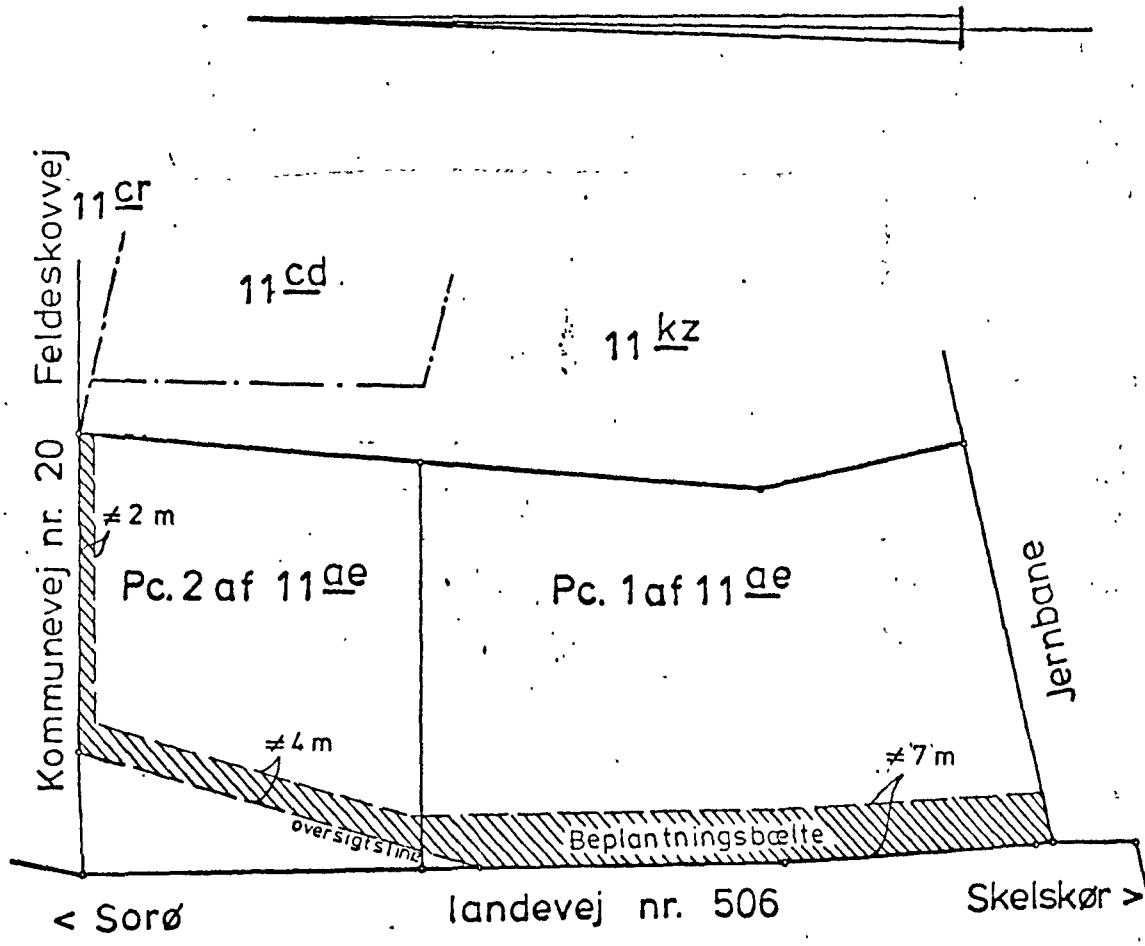 11 cr
11 cd
11 kz
Kommunevej nr. 20 Feldeskovvej
≠ 2 m
Pc. 2 af 11 ae
Pc. 1 af 11 ae
Jernbane
≠ 4 m
≠ 7 m
oversigtslinie
Beplantningsbælte
< Sorø
landevej nr. 506
Skelskør >